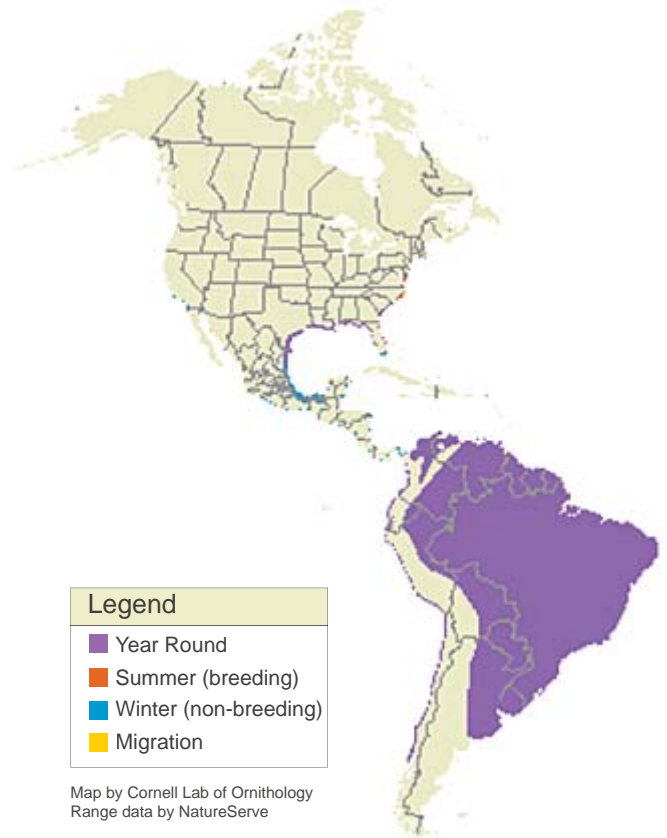 Legend
Year Round
Summer (breeding)
Winter (non-breeding)
Migration
Map by Cornell Lab of Ornithology
Range data by NatureServe